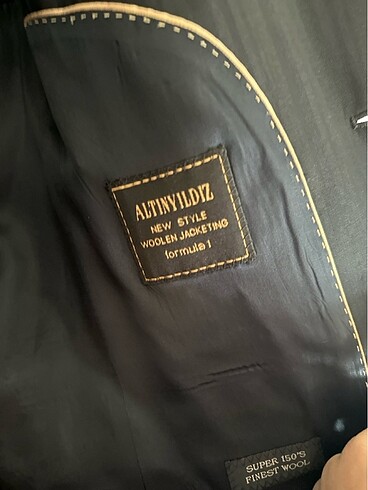 ALTINYILDIZ
NEW STYLE
WOOLEN JACKETING
formula 1
SUPER 150'S
FINEST WOOL